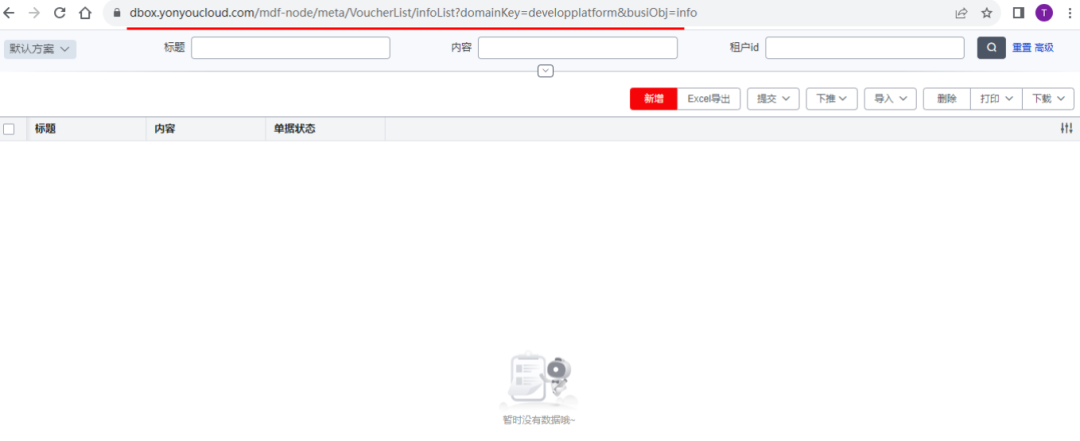 dbox.yonyoucloud.com/mdf-node/meta/VoucherList/infoList?domainKey=developplatform&busiObj=info T
默认方案 标题 内容 租户id 重置 高级
新增 Excel导出 提交 下推 导入 删除 打印 下载
标题 内容 单据状态
暂时没有数据哦~